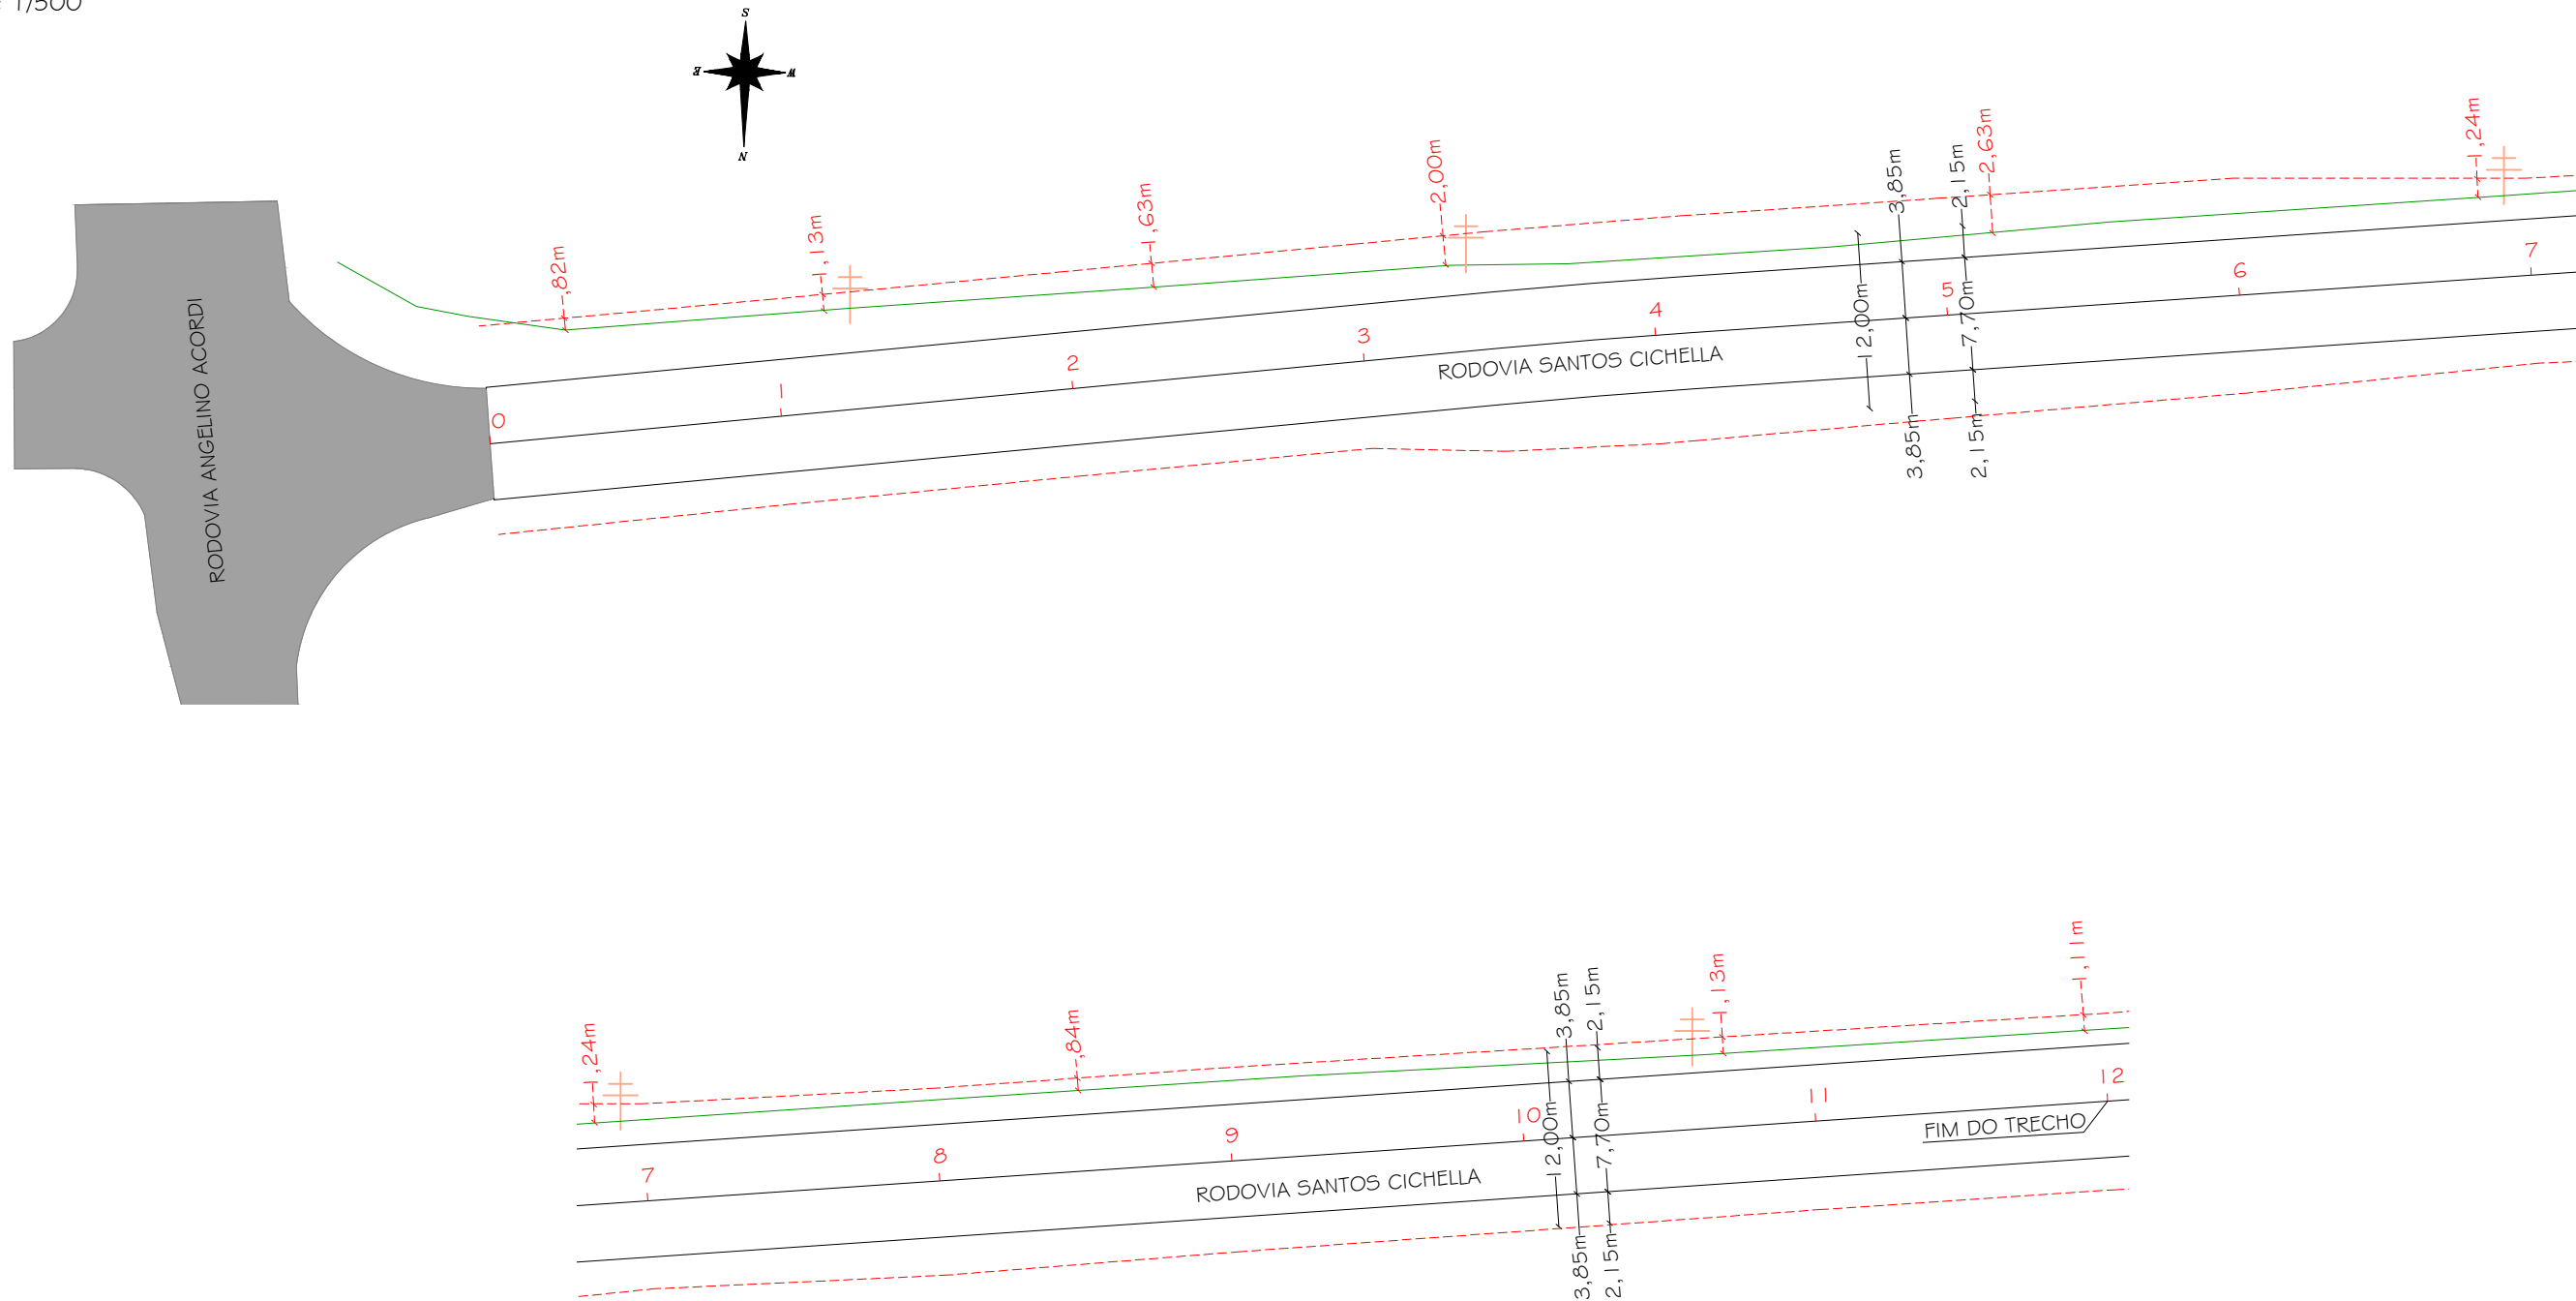 1/500
S
E
W
N
RODOVIA ANGELINO ACORDI
,82m
1,13m
1,63m
2,00m
3,85m
2,15m
2,63m
1,24m
0
1
2
3
4
5
6
7
12,00m
7,70m
RODOVIA SANTOS CICHELLA
3,85m
2,15m
1,24m
,84m
3,85m
2,15m
1,13m
1,11m
7
8
9
10
11
12
12,00m
7,70m
RODOVIA SANTOS CICHELLA
FIM DO TRECHO
3,85m
2,15m